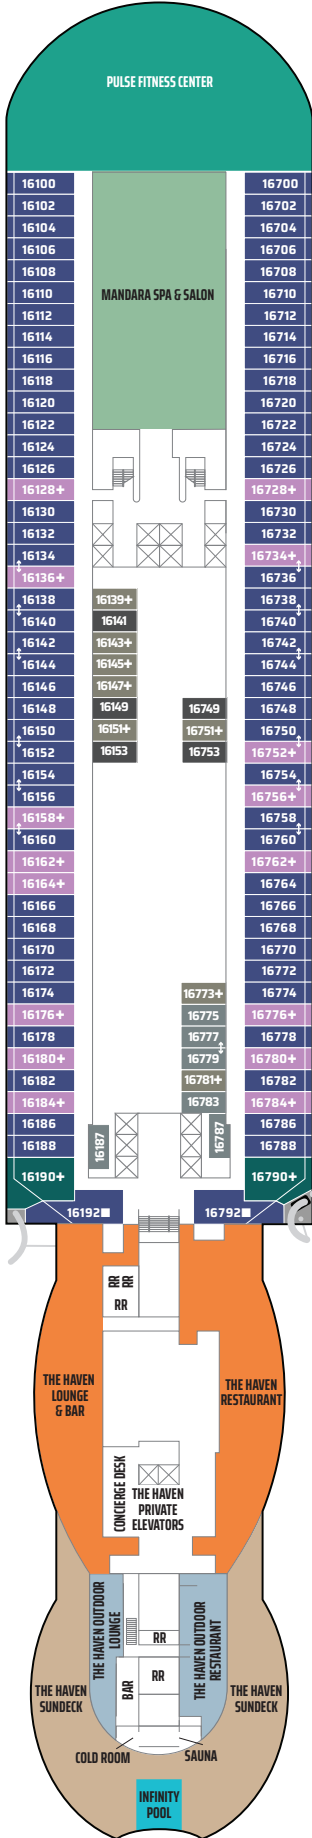 PULSE FITNESS CENTER
16100 16700
16102 16702
16104 16704
16106 16706
16108 16708
16110 MANDARA SPA & SALON 16710
16112 16712
16114 16714
16116 16716
16118 16718
16120 16720
16122 16722
16124 16724
16126 16726
16128+ 16728+
16130 16730
16132 16732
16134 16734+
16136+ 16736
16138 16139+ 16738
16140 16141 16740
16142 16143+ 16742
16144 16145+ 16744
16146 16147+ 16746
16148 16149 16749 16748
16150 16151+ 16751+ 16750
16152 16153 16753 16752+
16154 16754
16156 16756+
16158+ 16758
16160 16760
16162+ 16762+
16164+ 16764
16166 16766
16168 16768
16170 16770
16172 16772
16174 16773+ 16774
16176+ 16775 16776+
16178 16777 16778
16180+ 16779 16780+
16182 16781+ 16782
16184+ 16783 16784+
16186 16786
16188 16187 16787 16788
16190+ 16790+
16192■ 16792■
RR RR
RR
THE HAVEN
LOUNGE
& BAR
THE HAVEN
RESTAURANT
CONCIERGE DESK
THE HAVEN
PRIVATE
ELEVATORS
THE HAVEN OUTDOOR
LOUNGE
THE HAVEN OUTDOOR
RESTAURANT
RR
RR
BAR
THE HAVEN
SUNDECK
THE HAVEN
SUNDECK
COLD ROOM
SAUNA
INFINITY
POOL